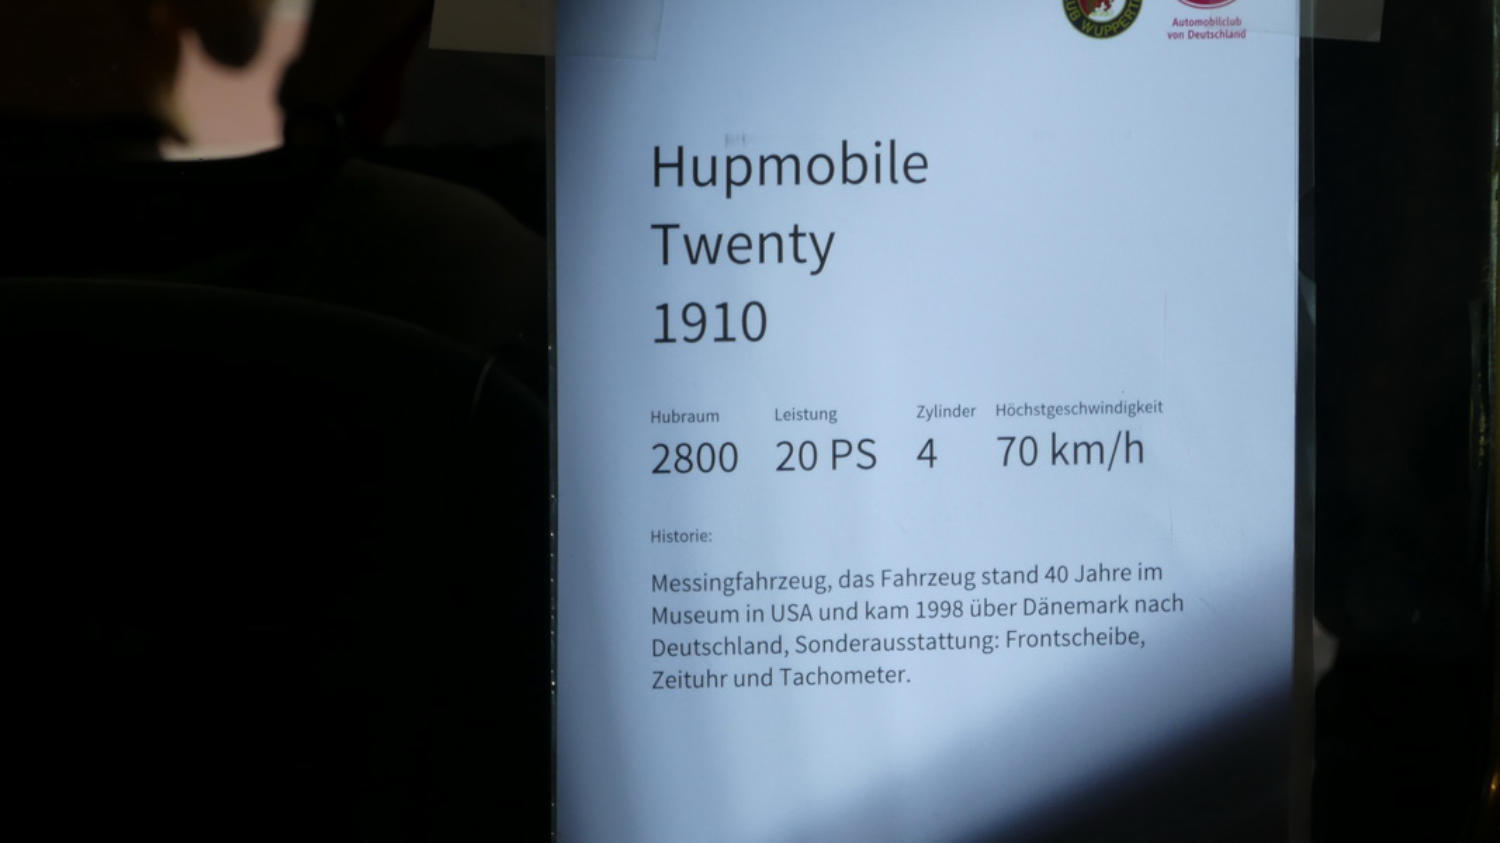 CLUB WUPPERTAL
Automobilclub
von Deutschland
Hupmobile
Twenty
1910
Hubraum Leistung Zylinder Höchstgeschwindigkeit
2800 20 PS 4 70 km/h
Historie:
Messingfahrzeug, das Fahrzeug stand 40 Jahre im
Museum in USA und kam 1998 über Dänemark nach
Deutschland, Sonderausstattung: Frontscheibe,
Zeituhr und Tachometer.